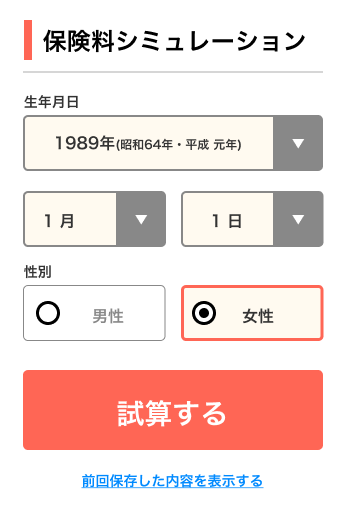 保険料シミュレーション
生年月日
1989年(昭和64年・平成 元年)
1 月
1 日
性別
男性
女性
試算する
前回保存した内容を表示する